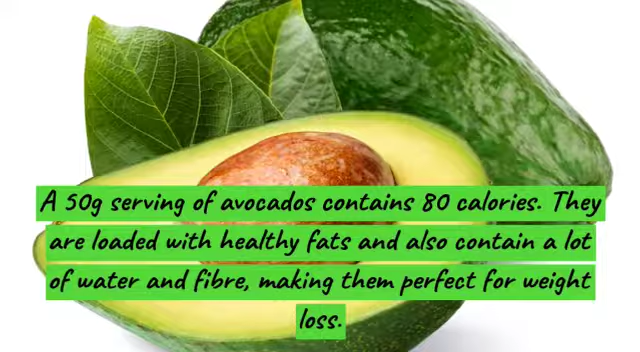 A 50g serving of avocados contains 80 calories. They
are loaded with healthy fats and also contain a lot
of water and fibre, making them perfect for weight
loss.